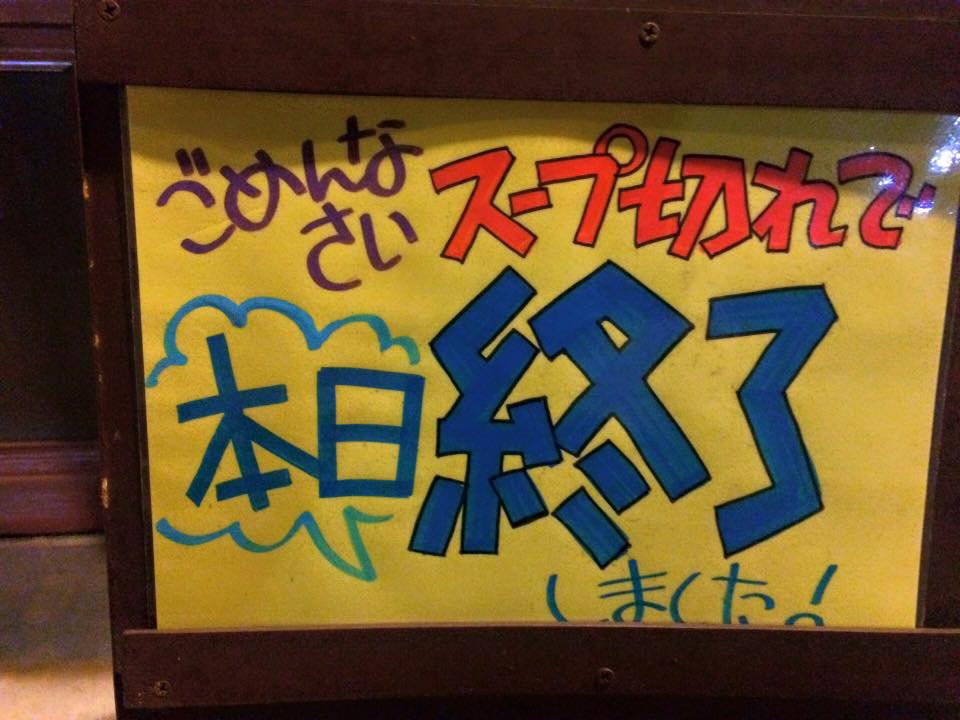 ごめんな
さい
スープ切れで
本日
終了
しました!